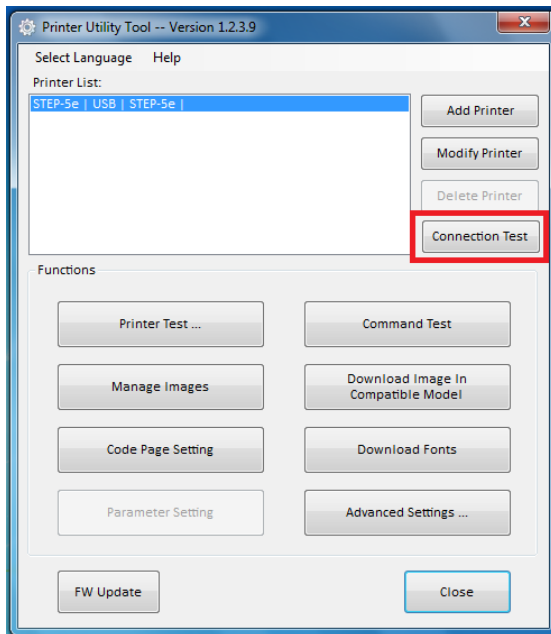 Printer Utility Tool -- Version 1.2.3.9
Select Language Help
Printer List:
STEP-5e | USB | STEP-5e |
Add Printer
Modify Printer
Delete Printer
Connection Test
Functions
Printer Test ...
Command Test
Manage Images
Download Image In
Compatible Model
Code Page Setting
Download Fonts
Parameter Setting
Advanced Settings ...
FW Update
Close